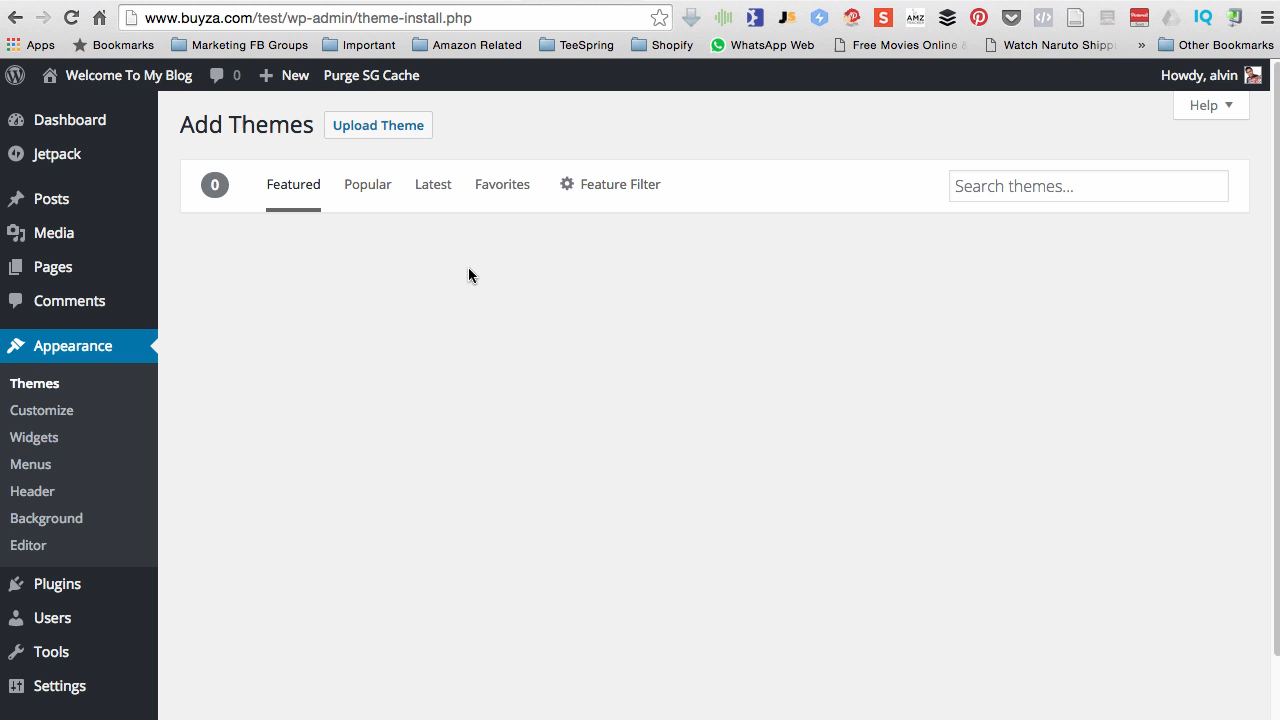 www.buyza.com/test/wp-admin/theme-install.php
JS
S
AMZ
IQ
Apps
Bookmarks
Marketing FB Groups
Important
Amazon Related
TeeSpring
Shopify
WhatsApp Web
Free Movies Online &
Watch Naruto Shipp
»
Other Bookmarks
Welcome To My Blog
0
New
Purge SG Cache
Howdy, alvin
Help
Dashboard
Jetpack
Posts
Media
Pages
Comments
Appearance
Themes
Customize
Widgets
Menus
Header
Background
Editor
Plugins
Users
Tools
Settings
Add Themes
Upload Theme
0
Featured
Popular
Latest
Favorites
Feature Filter
Search themes...